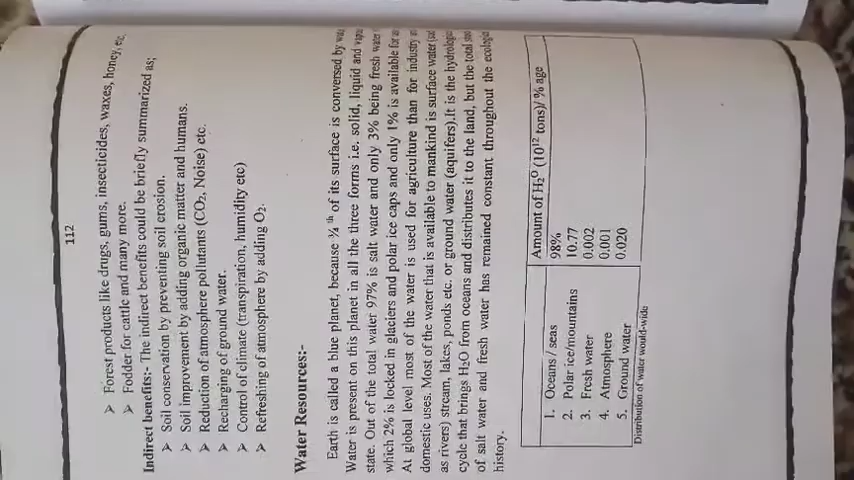 112
➢ Forest products like drugs, gums, insecticides, waxes, honey, etc.
➢ Fodder for cattle and many more.
Indirect benefits:- The indirect benefits could be briefly summarized as;
➢ Soil conservation by preventing soil erosion.
➢ Soil improvement by adding organic matter and humans.
➢ Reduction of atmosphere pollutants (CO₂, Noise) etc.
➢ Recharging of ground water.
➢ Control of climate (transpiration, humidity etc)
➢ Refreshing of atmosphere by adding O₂.
Water Resources:-
Earth is called a blue planet, because ¾ th of its surface is conversed by
Water is present on this planet in all the three forms i.e. solid, liquid and
state. Out of the total water 97% is salt water and only 3% being fresh water
which 2% is locked in glaciers and polar ice caps and only 1% is available for
At global level most of the water is used for agriculture than for industry
domestic uses. Most of the water that is available to mankind is surface water
as rivers) stream, lakes, ponds etc. or ground water (aquifers).It is the
cycle that brings H₂O from oceans and distributes it to the land, but the total
of salt water and fresh water has remained constant throughout the
history.
Amount of H₂⁰ (10¹² tons)/ % age
1. Oceans / seas 98%
2. Polar ice/mountains 10.77
3. Fresh water 0.002
4. Atmosphere 0.001
5. Ground water 0.020
Distribution of water would-wide